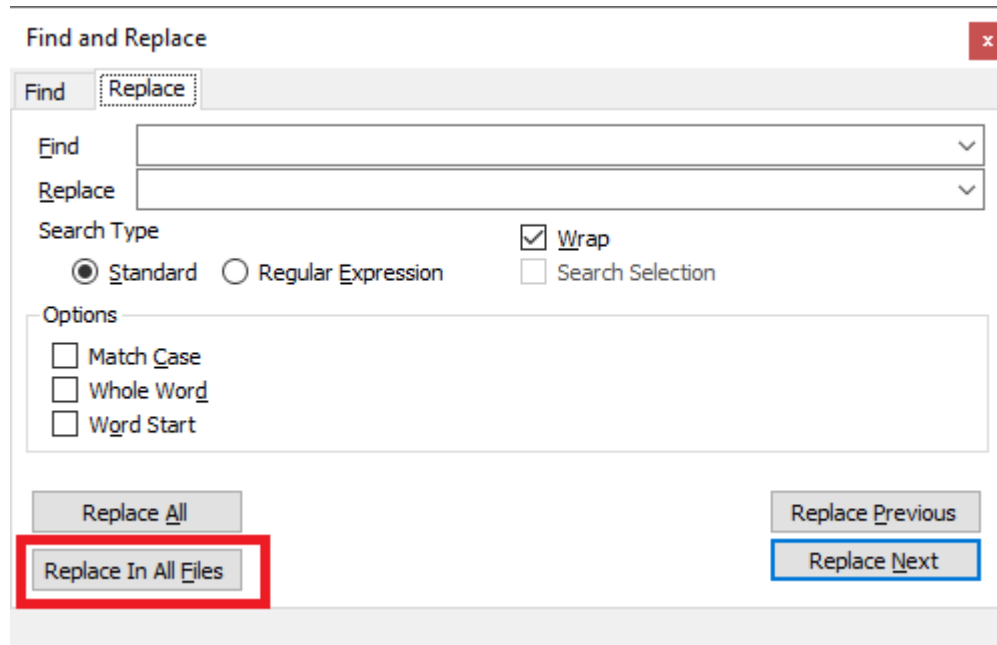 Find and Replace
x
Find Replace
Find
Replace
Search Type
Wrap
Standard Regular Expression
Search Selection
Options
Match Case
Whole Word
Word Start
Replace All
Replace Previous
Replace In All Files
Replace Next